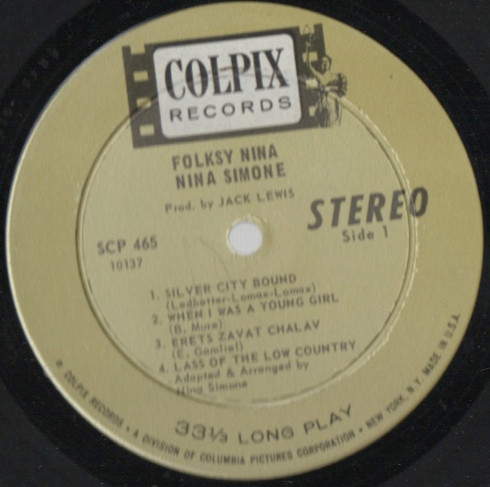 COLPIX
RECORDS
FOLKSY NINA
NINA SIMONE
Prod. by JACK LEWIS
STEREO
Side 1
SCP 465
10137
1. SILVER CITY BOUND
(Ledbetter-Lomax-Lomax)
2. WHEN I WAS A YOUNG GIRL
(B. Mure)
3. ERETS ZAVAT CHALAV
(E. Gamliel)
4. LASS OF THE LOW COUNTRY
Adapted & Arranged by
Nina Simone
33⅓ LONG PLAY
COLPIX RECORDS • A DIVISION OF COLUMBIA PICTURES CORPORATION • NEW YORK, N.Y. MADE IN U.S.A.